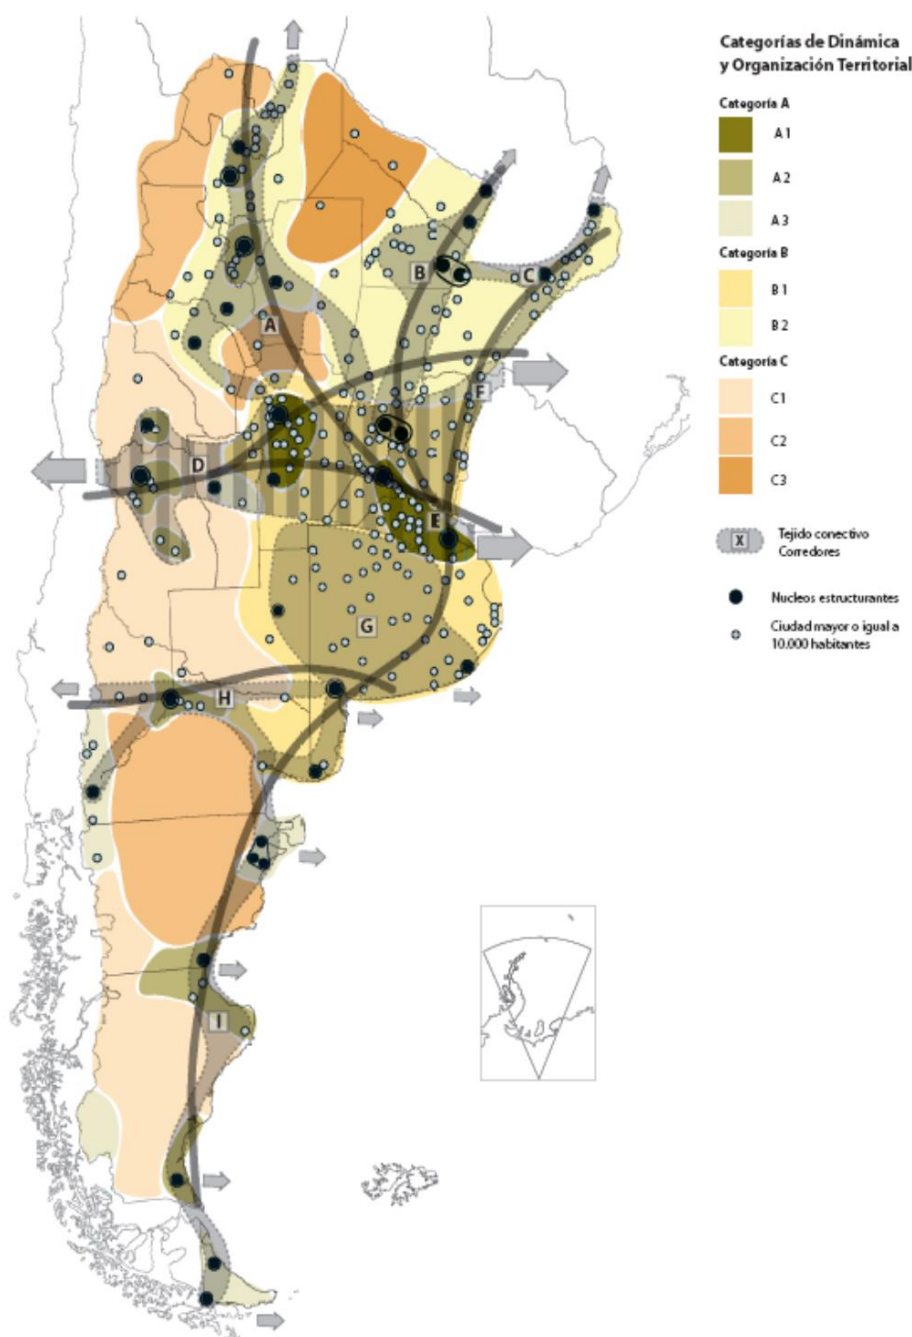 Categorías de Dinámica
y Organización Territorial
Categoría A
A 1
A 2
A 3
Categoría B
B 1
B 2
Categoría C
C1
C2
C3
X
Tejido conectivo
Corredores
Nucleos estructurantes
Ciudad mayor o igual a
10.000 habitantes
B
C
A
F
D
E
G
H
I